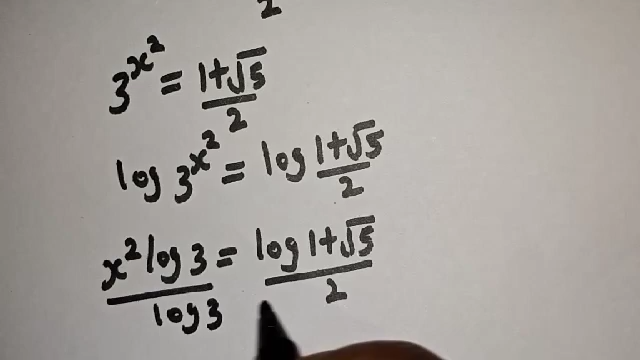 2
3^x^2 = 1+√5/2
log 3^x^2 = log 1+√5/2
x^2 log 3 / log 3 = log 1+√5/2